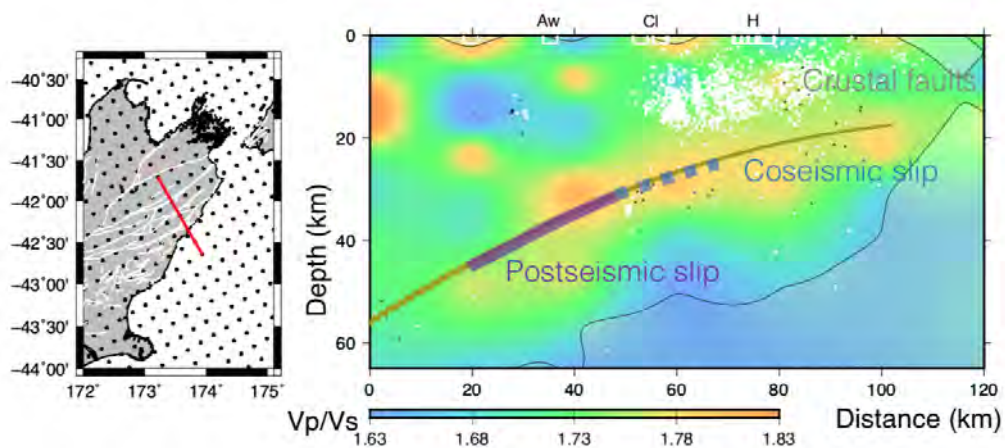 Aw Cl H
0
20
40
60
Depth (km)
Crustal faults
Coseismic slip
Postseismic slip
0 20 40 60 80 100 120
Distance (km)
Vp/Vs
1.63 1.68 1.73 1.78 1.83
−40˚30'
−41˚00'
−41˚30'
−42˚00'
−42˚30'
−43˚00'
−43˚30'
−44˚00'
172 173 174 175